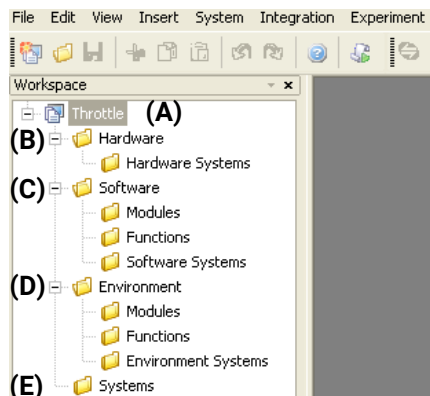 File Edit View Insert System Integration Experiment
Workspace
Throttle (A)
(B) Hardware
Hardware Systems
(C) Software
Modules
Functions
Software Systems
(D) Environment
Modules
Functions
Environment Systems
(E) Systems